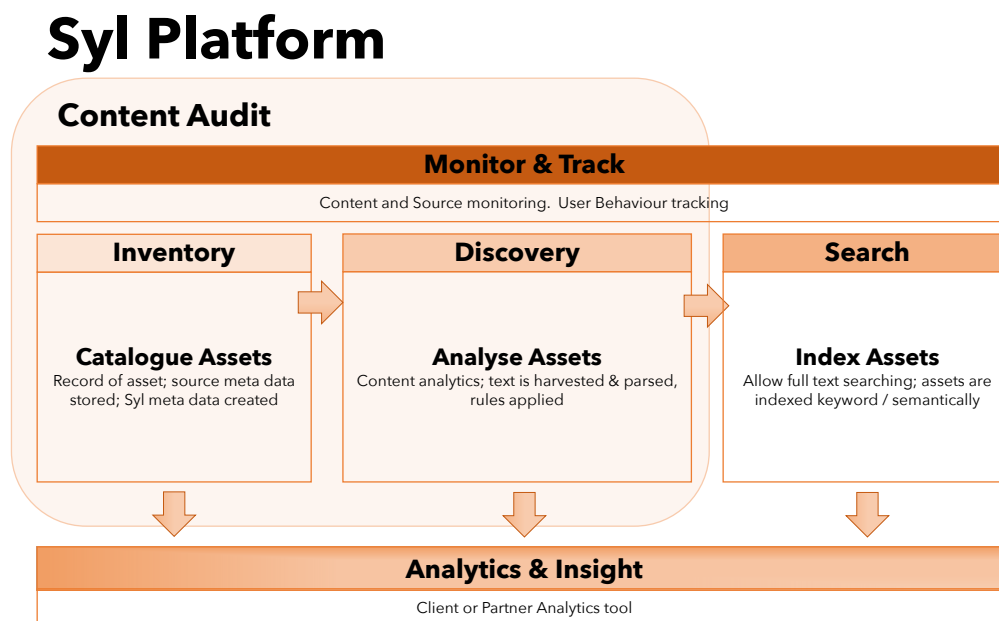 Syl Platform
Content Audit
Monitor & Track
Content and Source monitoring.  User Behaviour tracking
Inventory
Catalogue Assets
Record of asset; source meta data
stored; Syl meta data created
Discovery
Analyse Assets
Content analytics; text is harvested & parsed,
rules applied
Search
Index Assets
Allow full text searching; assets are
indexed keyword / semantically
Analytics & Insight
Client or Partner Analytics tool